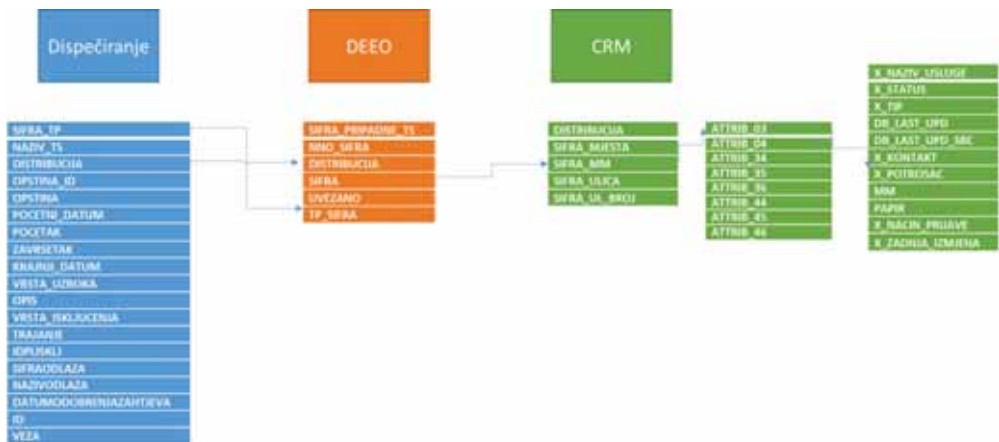 Dispečiranje
DEEO
CRM
SIFRA_TP
NAZIV_TS
DISTRIBUCIJA
OPSTINA_ID
OPSTINA
POCETNI_DATUM
POCETAK
ZAVRSETAK
KRAJNJI_DATUM
VRSTA_UZROKA
OPIS
VRSTA_ISKLJUCENJA
TRAJANJE
SIFRAODLAZA
NAZIVODLAZA
DATUMODOBRENJAZAHTJEVA
ID
VEZA
SIFRA_PRIPADNE_TS
NNO_SIFRA
DISTRIBUCIJA
SIFRA
UVEZANO
TP_SIFRA
DISTRIBUCIJA
SIFRA_MJESTA
SIFRA_MM
SIFRA_ULICA
SIFRA_UL_BROJ
ATTRIB_03
ATTRIB_04
ATTRIB_34
ATTRIB_35
ATTRIB_36
ATTRIB_44
ATTRIB_45
ATTRIB_46
X_NAZIV_USLUGE
X_STATUS
X_TIP
DB_LAST_UPD
DB_LAST_UPD_SRC
X_KONTAKT
X_POTROSAC
MM
PAPIR
X_NACIN_PRIJAVE
X_ZADNJA_IZMJENA